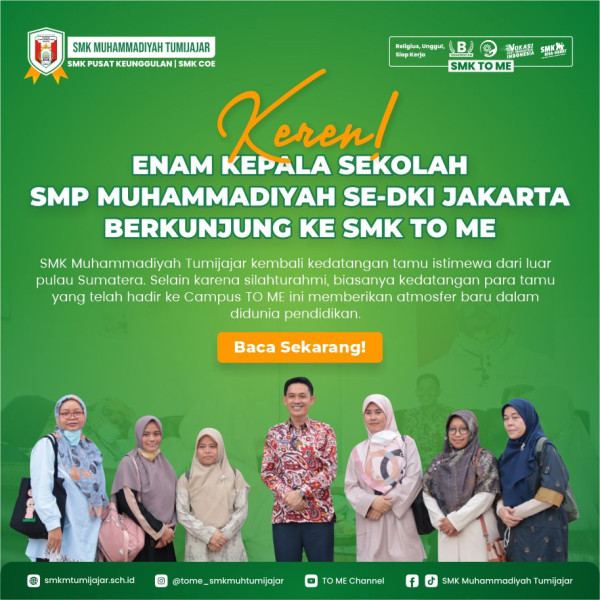 SMK MUHAMMADIYAH TUMIJAJAR
SMK PUSAT KEUNGGULAN | SMK COE
Religius, Unggul,
Siap Kerja
VOKASI
INDONESIA
SMK
SMK TO ME
Keren!
ENAM KEPALA SEKOLAH
SMP MUHAMMADIYAH SE-DKI JAKARTA
BERKUNJUNG KE SMK TO ME
SMK Muhammadiyah Tumijajar kembali kedatangan tamu istimewa dari luar
pulau Sumatera. Selain karena silahturahmi, biasanya kedatangan para tamu
yang telah hadir ke Campus TO ME ini memberikan atmosfer baru dalam
didunia pendidikan.
Baca Sekarang!
smkmtumijajar.sch.id
@tome_smkmuhtumijajar
TO ME Channel
SMK Muhammadiyah Tumijajar